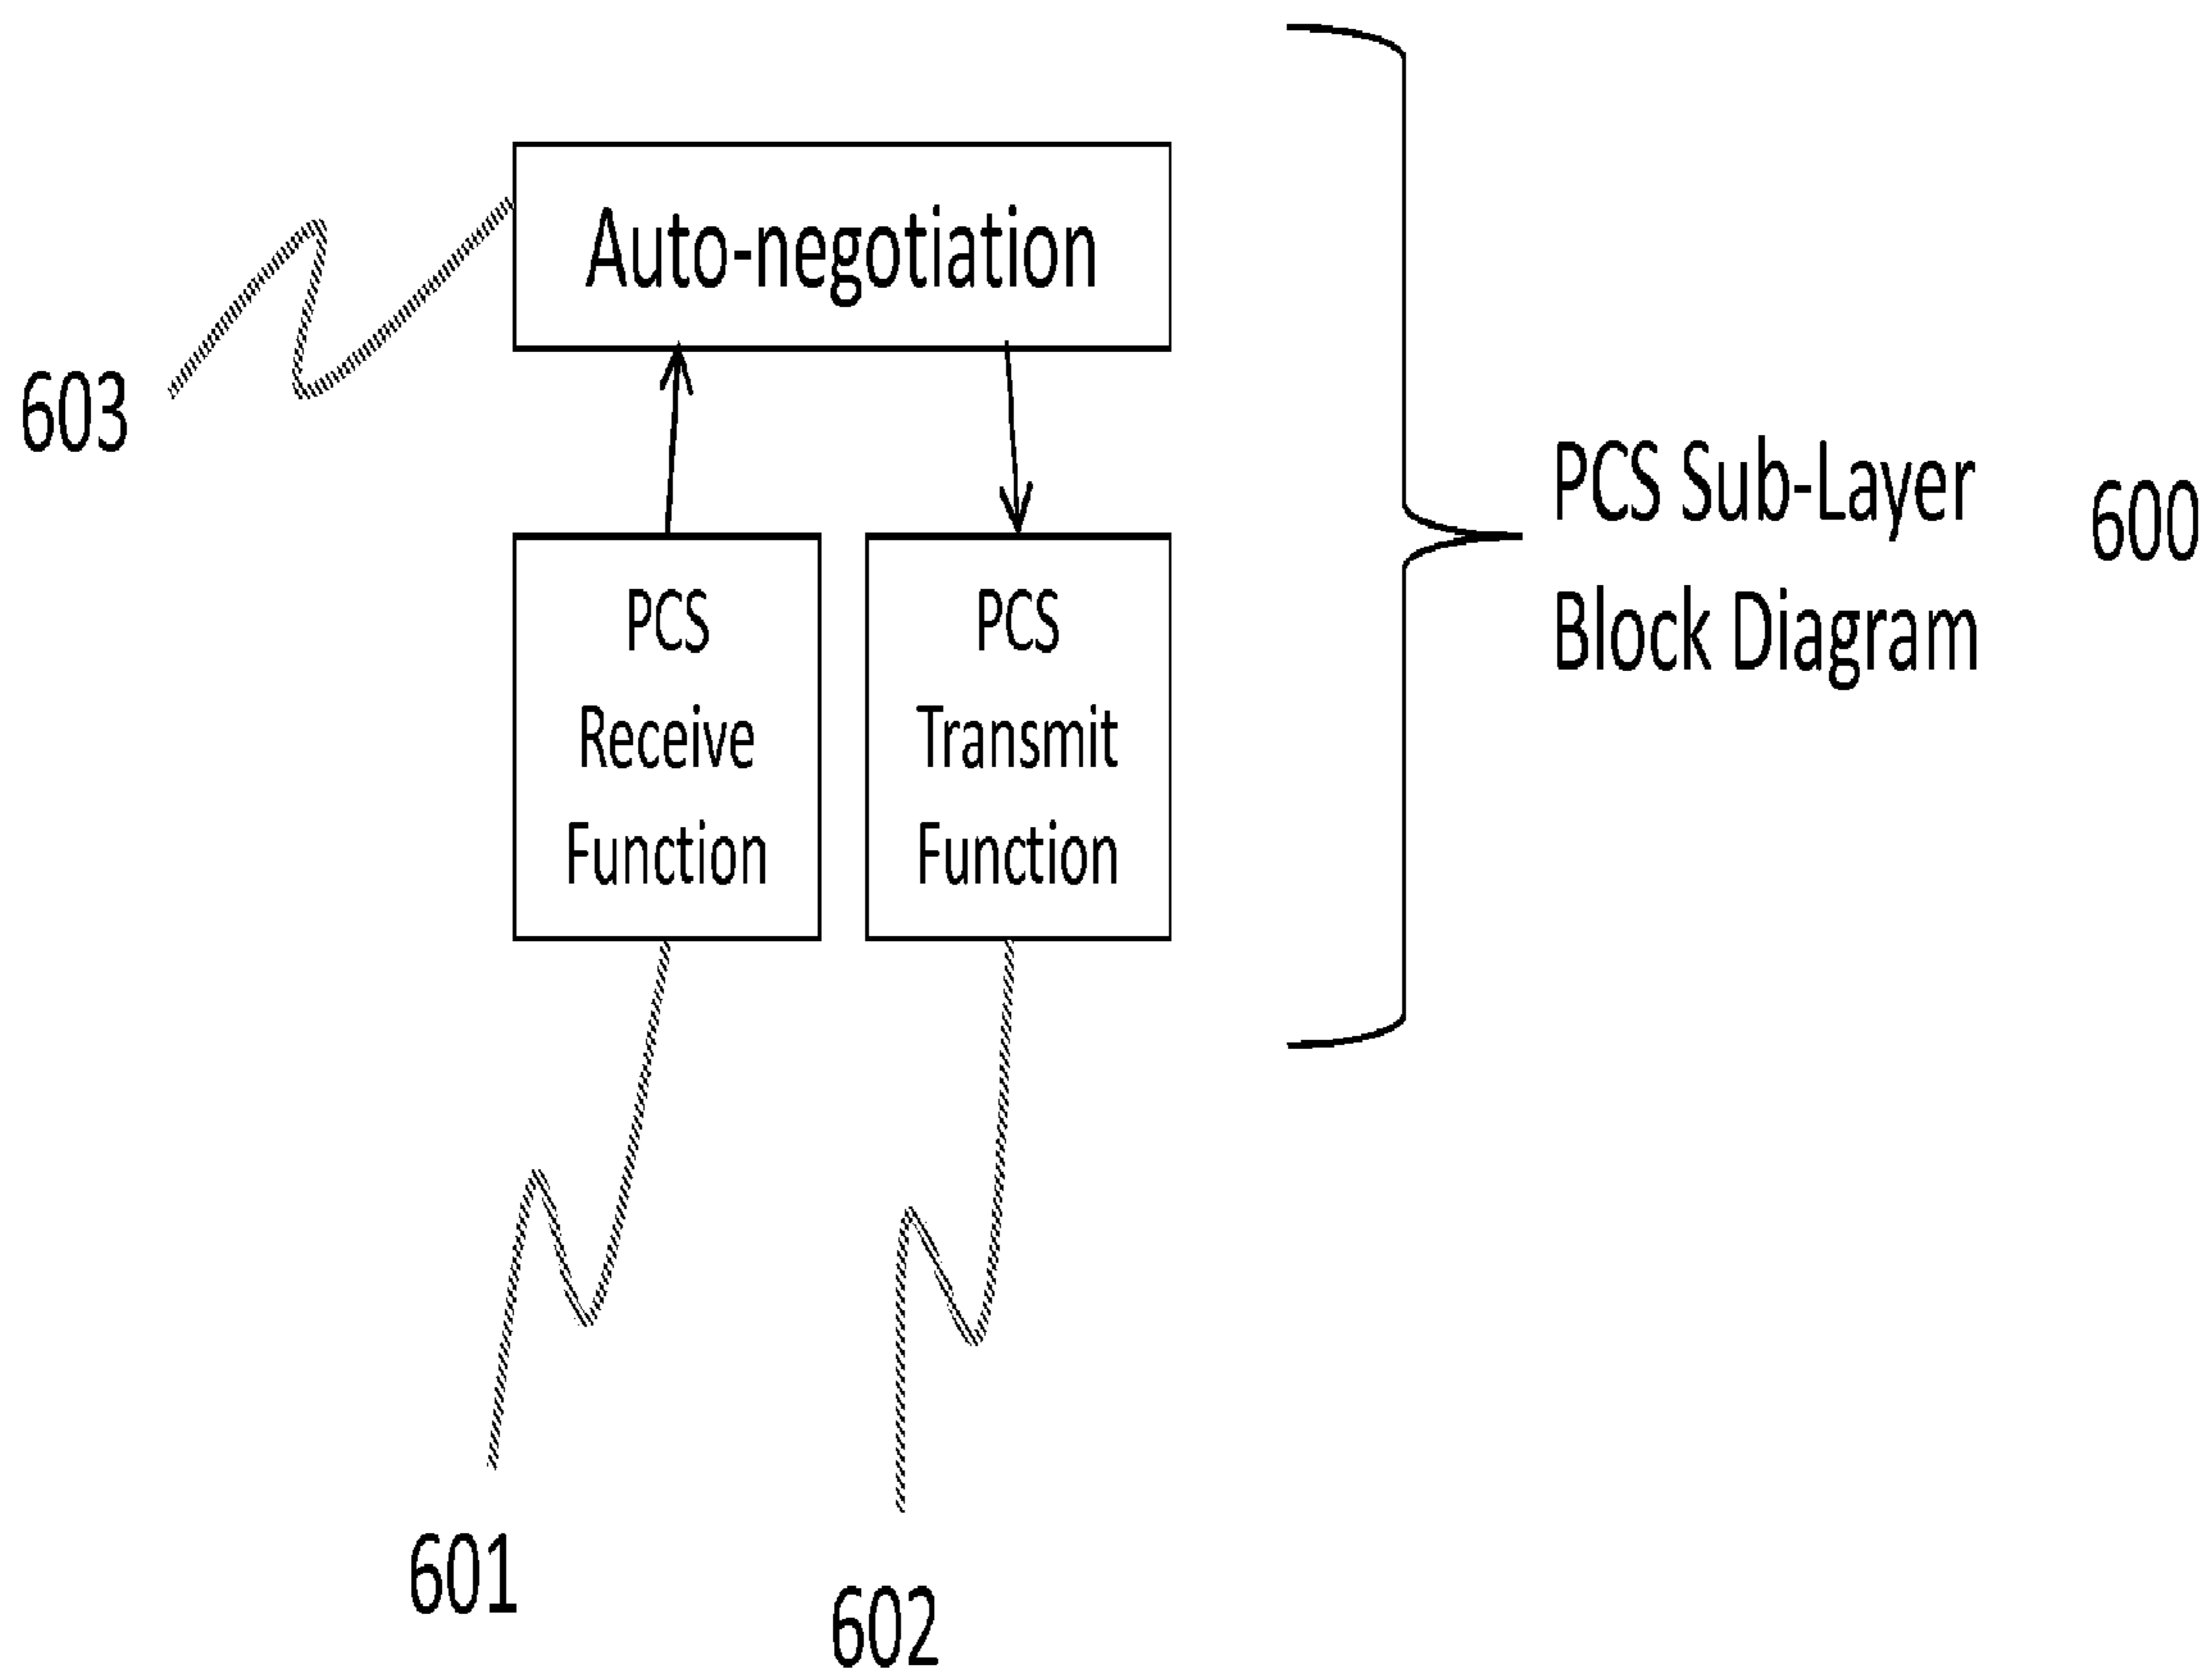 Auto-negotiation
603
PCS
Receive
Function
PCS
Transmit
Function
PCS Sub-Layer
Block Diagram
600
601
602